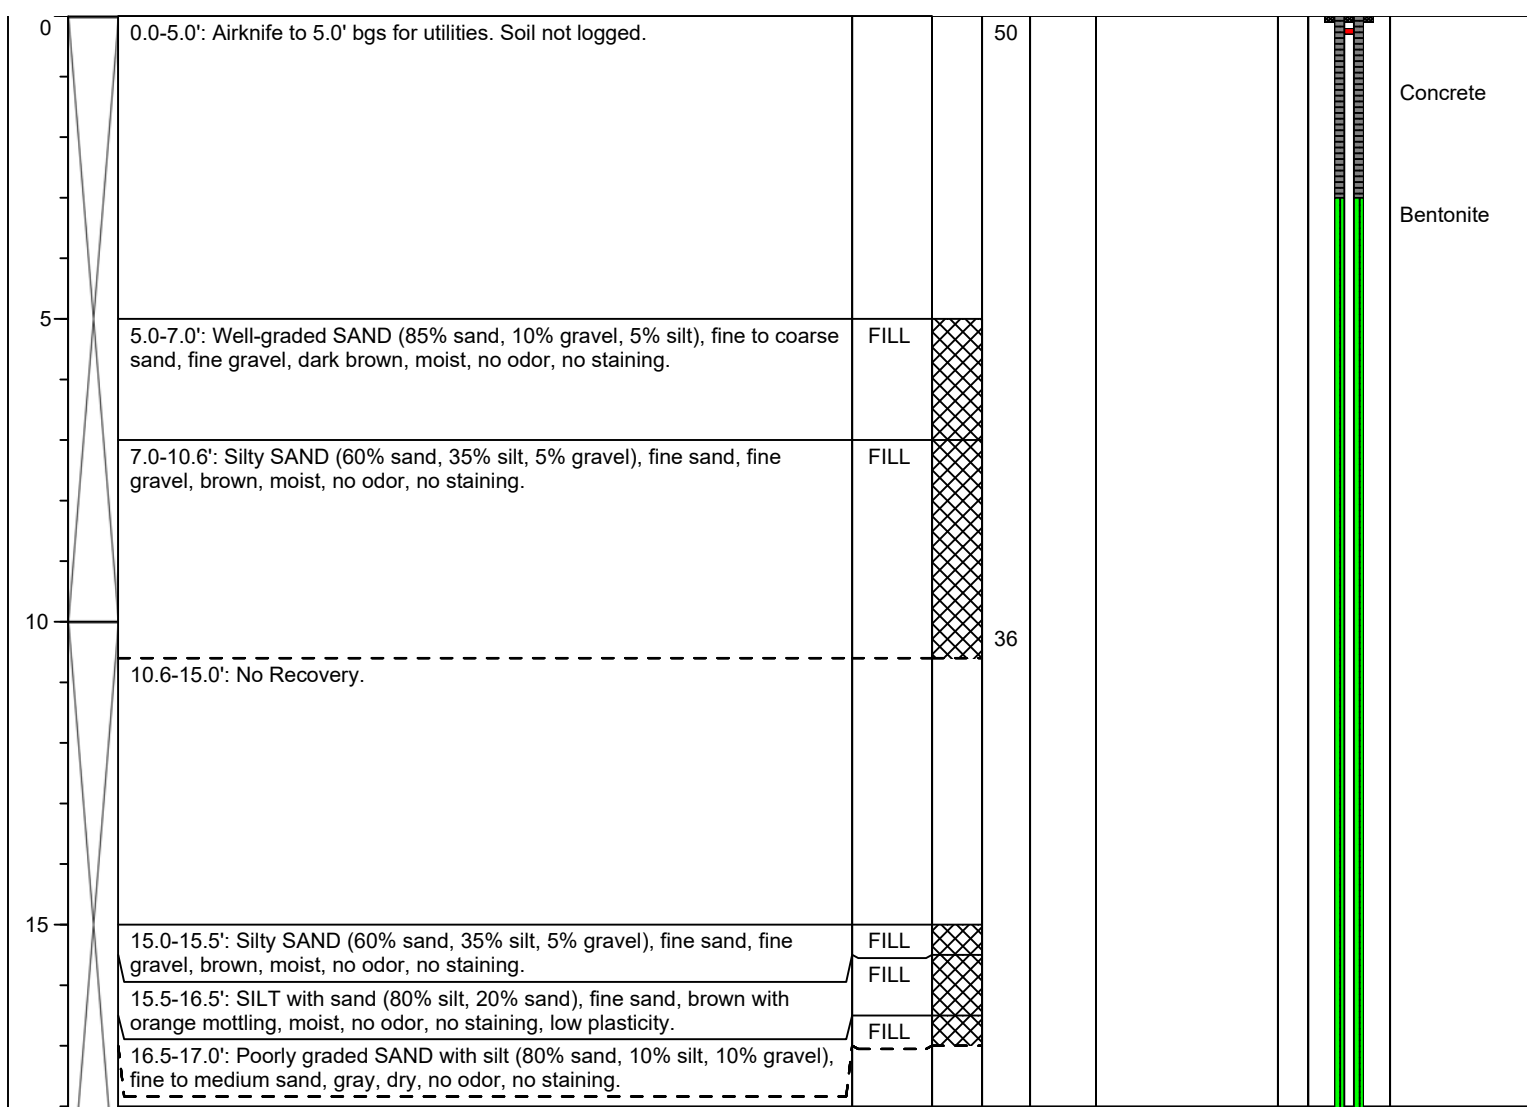 0
0.0-5.0': Airknife to 5.0' bgs for utilities. Soil not logged.
50
Concrete
Bentonite
5
5.0-7.0': Well-graded SAND (85% sand, 10% gravel, 5% silt), fine to coarse
sand, fine gravel, dark brown, moist, no odor, no staining.
FILL
7.0-10.6': Silty SAND (60% sand, 35% silt, 5% gravel), fine sand, fine
gravel, brown, moist, no odor, no staining.
FILL
10
36
10.6-15.0': No Recovery.
15
15.0-15.5': Silty SAND (60% sand, 35% silt, 5% gravel), fine sand, fine
gravel, brown, moist, no odor, no staining.
FILL
FILL
15.5-16.5': SILT with sand (80% silt, 20% sand), fine sand, brown with
orange mottling, moist, no odor, no staining, low plasticity.
FILL
16.5-17.0': Poorly graded SAND with silt (80% sand, 10% silt, 10% gravel),
fine to medium sand, gray, dry, no odor, no staining.